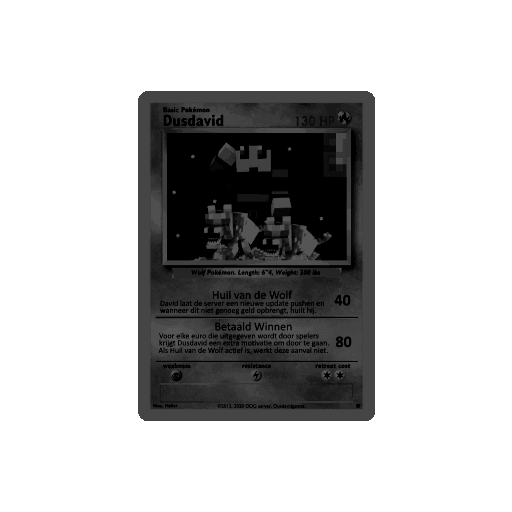 Basic Pokémon
Dusdavid
130 HP
Wolf Pokémon. Length: 6"4, Weight: 200 lbs
Huil van de Wolf
David laat de server een nieuwe update pushen en
wanneer dit niet genoeg geld opbrengt, huilt hij.
40
Betaald Winnen
Voor elke euro die uitgegeven wordt door spelers
krijgt Dusdavid een extra motivatie om door te gaan.
Als Huil van de Wolf actief is, werkt deze aanval niet.
80
weakness
resistance
retreat cost